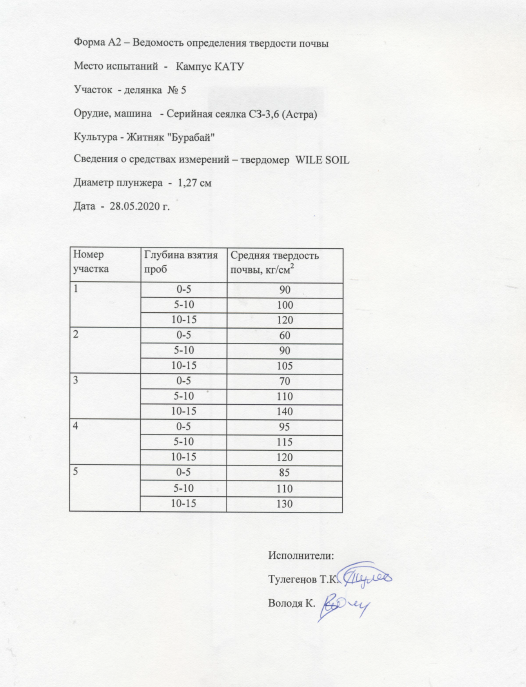 Форма А2 – Ведомость определения твердости почвы
Место испытаний - Кампус КАТУ
Участок - делянка № 5
Орудие, машина - Серийная сеялка СЗ-3,6 (Астра)
Культура - Житняк "Бурабай"
Сведения о средствах измерений – твердомер WILE SOIL
Диаметр плунжера - 1,27 см
Дата - 28.05.2020 г.
Номер участка Глубина взятия проб Средняя твердость почвы, кг/см²
1 0-5 90
5-10 100
10-15 120
2 0-5 60
5-10 90
10-15 105
3 0-5 70
5-10 110
10-15 140
4 0-5 95
5-10 115
10-15 120
5 0-5 85
5-10 110
10-15 130
Исполнители:
Тулегенов Т.К.
Володя К.